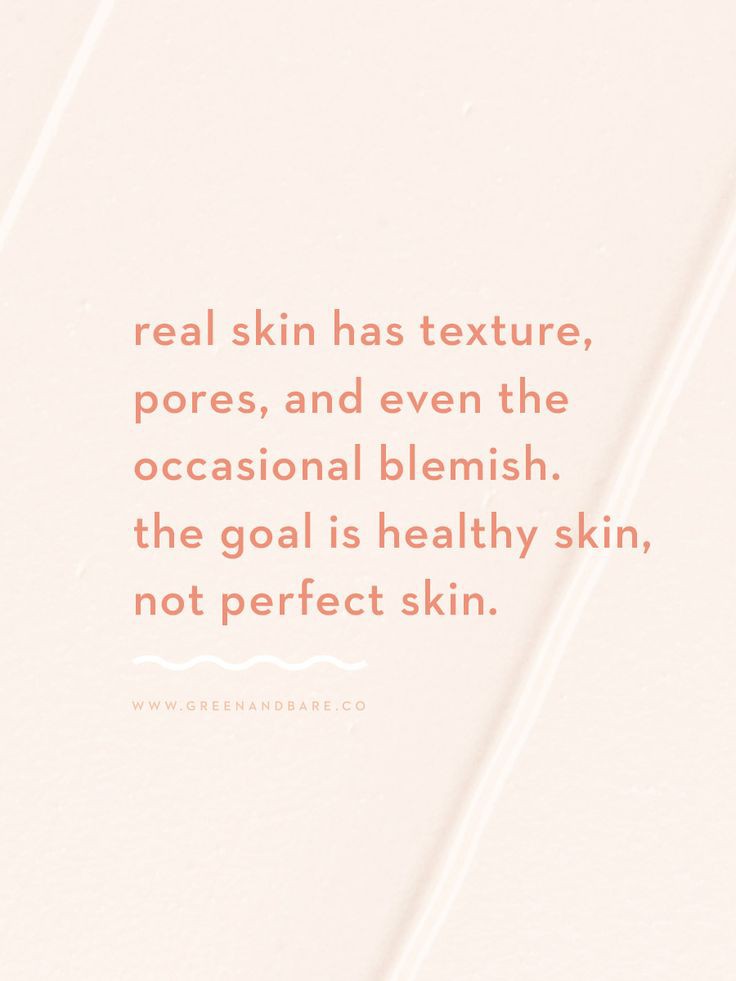 real skin has texture,
pores, and even the
occasional blemish.
the goal is healthy skin,
not perfect skin.
WWW.GREENANDBARE.CO